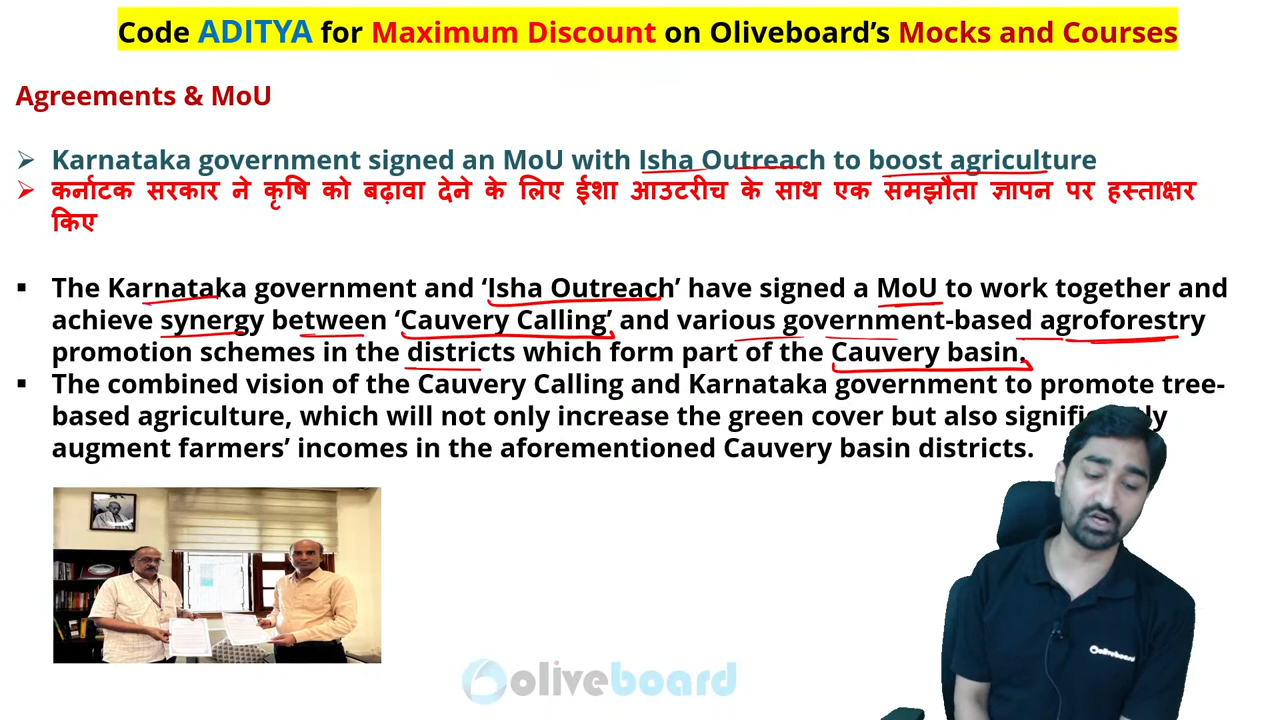 Code ADITYA for Maximum Discount on Oliveboard’s Mocks and Courses
Agreements & MoU
➢ Karnataka government signed an MoU with Isha Outreach to boost agriculture
➢ कर्नाटक सरकार ने कृषि को बढ़ावा देने के लिए ईशा आउटरीच के साथ एक समझौता ज्ञापन पर हस्ताक्षर
किए
▪ The Karnataka government and ‘Isha Outreach’ have signed a MoU to work together and
achieve synergy between ‘Cauvery Calling’ and various government-based agroforestry
promotion schemes in the districts which form part of the Cauvery basin.
▪ The combined vision of the Cauvery Calling and Karnataka government to promote tree-
based agriculture, which will not only increase the green cover but also
augment farmers’ incomes in the aforementioned Cauvery basin districts.
oliveboard
oliveboard